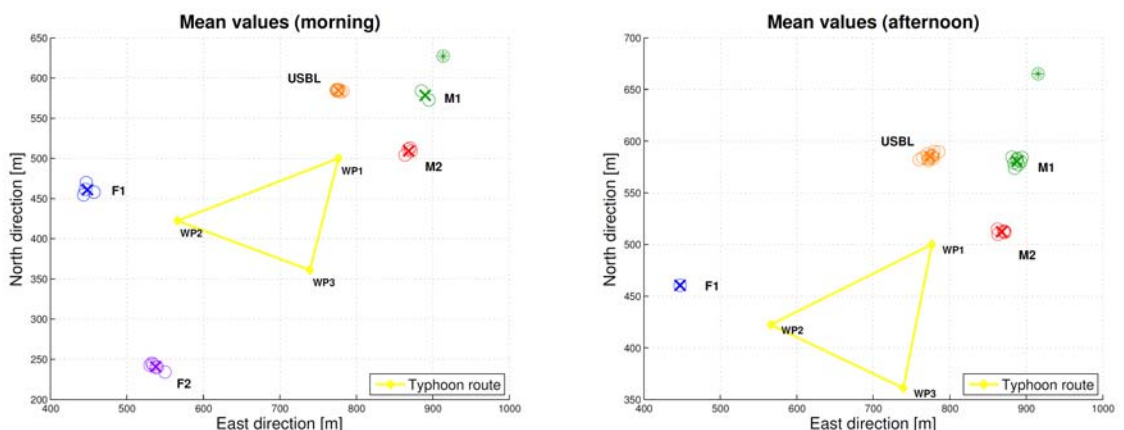 Mean values (morning)
650
600
550
500
450
400
350
300
250
200
North direction [m]
USBL
M1
M2
F1
WP1
WP2
WP3
F2
Typhoon route
400 500 600 700 800 900 1000
East direction [m]
Mean values (afternoon)
700
650
600
550
500
450
400
350
North direction [m]
USBL
M1
M2
WP1
F1
WP2
WP3
Typhoon route
400 500 600 700 800 900 1000
East direction [m]